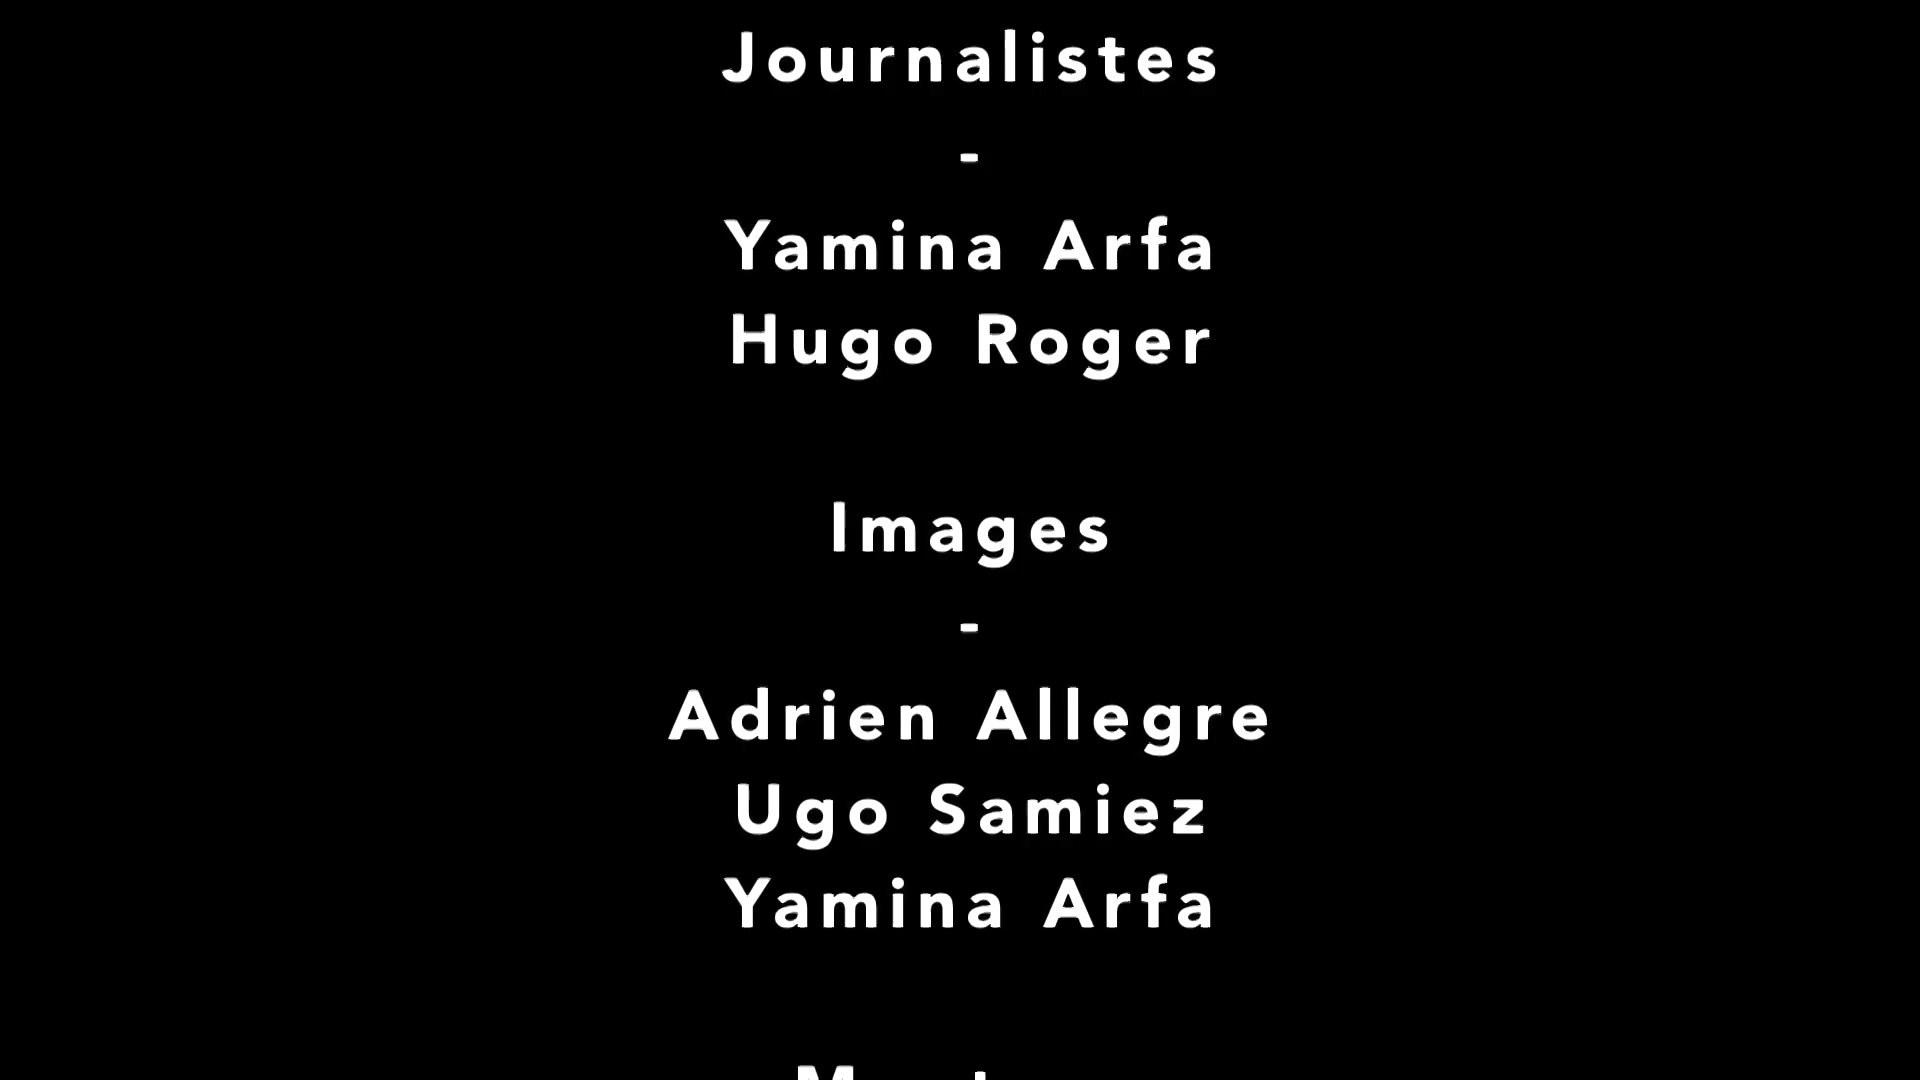 Journalistes
-
Yamina Arfa
Hugo Roger
Images
-
Adrien Allegre
Ugo Samiez
Yamina Arfa